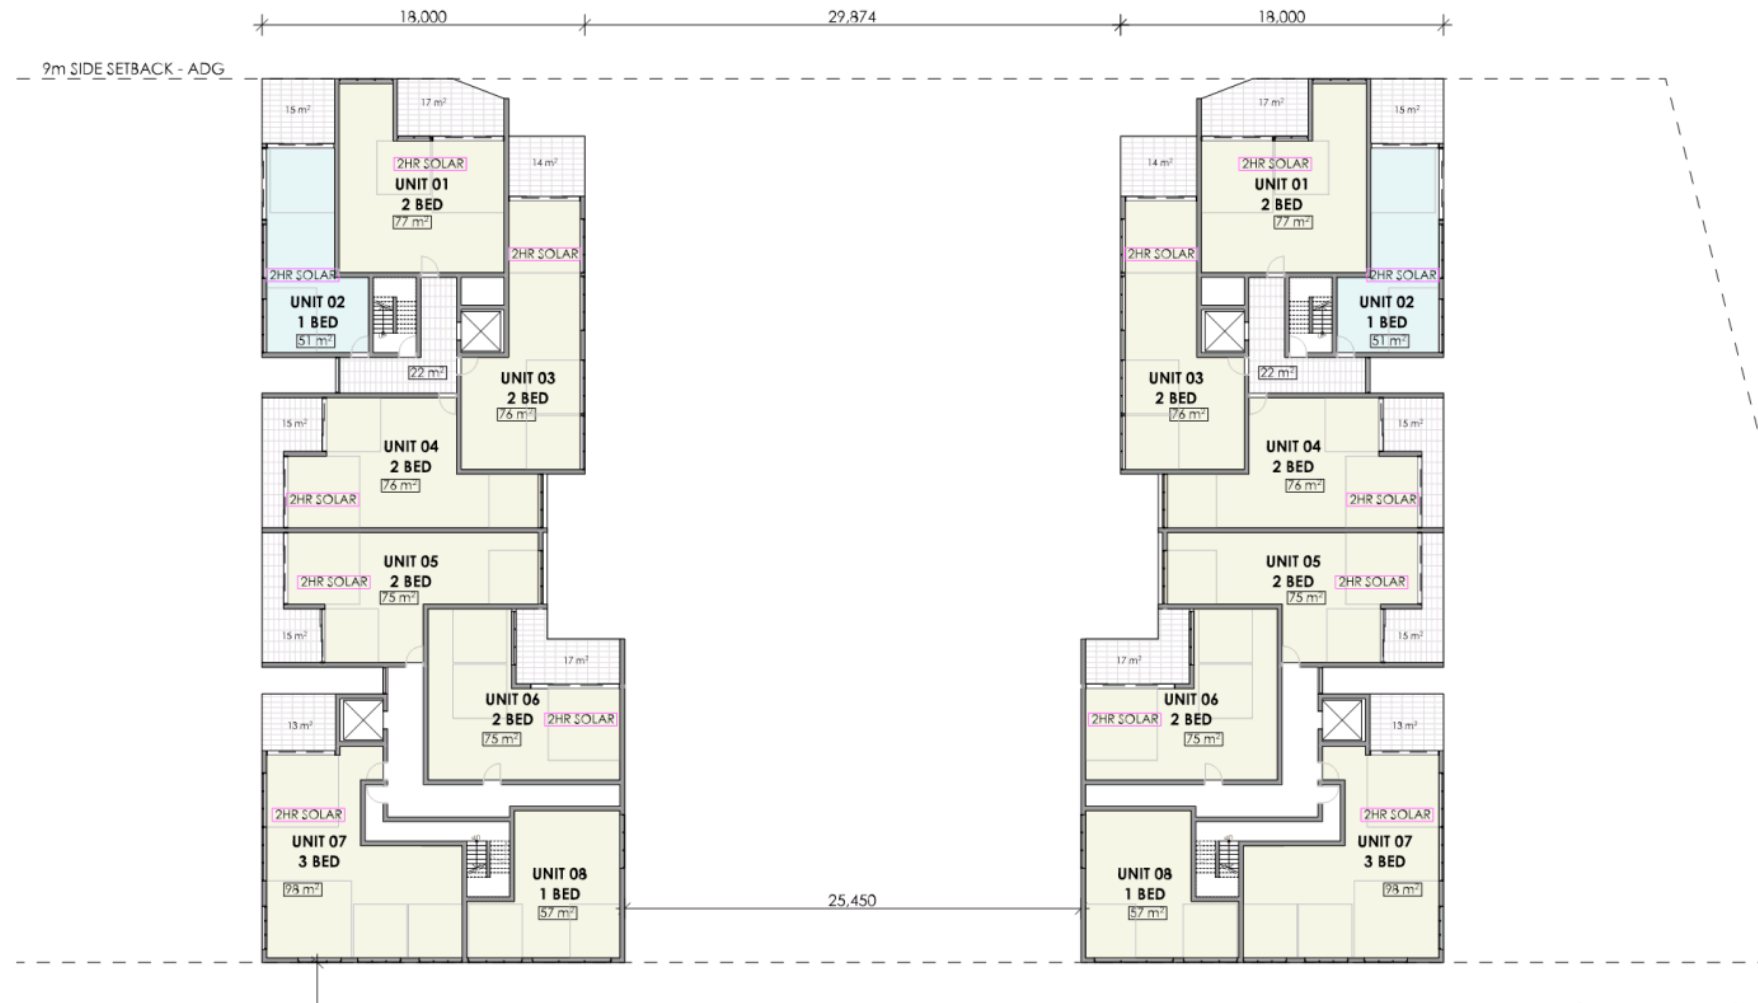 18,000
29,874
18,000
9m SIDE SETBACK - ADG
15 m²
17 m²
17 m²
15 m²
14 m²
14 m²
2HR SOLAR
UNIT 01
2 BED
77 m²
2HR SOLAR
UNIT 01
2 BED
77 m²
2HR SOLAR
2HR SOLAR
2HR SOLAR
UNIT 02
1 BED
51 m²
2HR SOLAR
UNIT 02
1 BED
51 m²
22 m²
22 m²
UNIT 03
2 BED
76 m²
UNIT 03
2 BED
76 m²
15 m²
UNIT 04
2 BED
76 m²
2HR SOLAR
UNIT 04
2 BED
76 m²
15 m²
2HR SOLAR
UNIT 05
2 BED
75 m²
2HR SOLAR
15 m²
UNIT 05
2 BED
75 m²
2HR SOLAR
15 m²
17 m²
UNIT 06
2 BED
75 m²
2HR SOLAR
17 m²
UNIT 06
2 BED
75 m²
2HR SOLAR
13 m²
13 m²
2HR SOLAR
UNIT 07
3 BED
98 m²
2HR SOLAR
UNIT 07
3 BED
98 m²
UNIT 08
1 BED
57 m²
25,450
UNIT 08
1 BED
57 m²